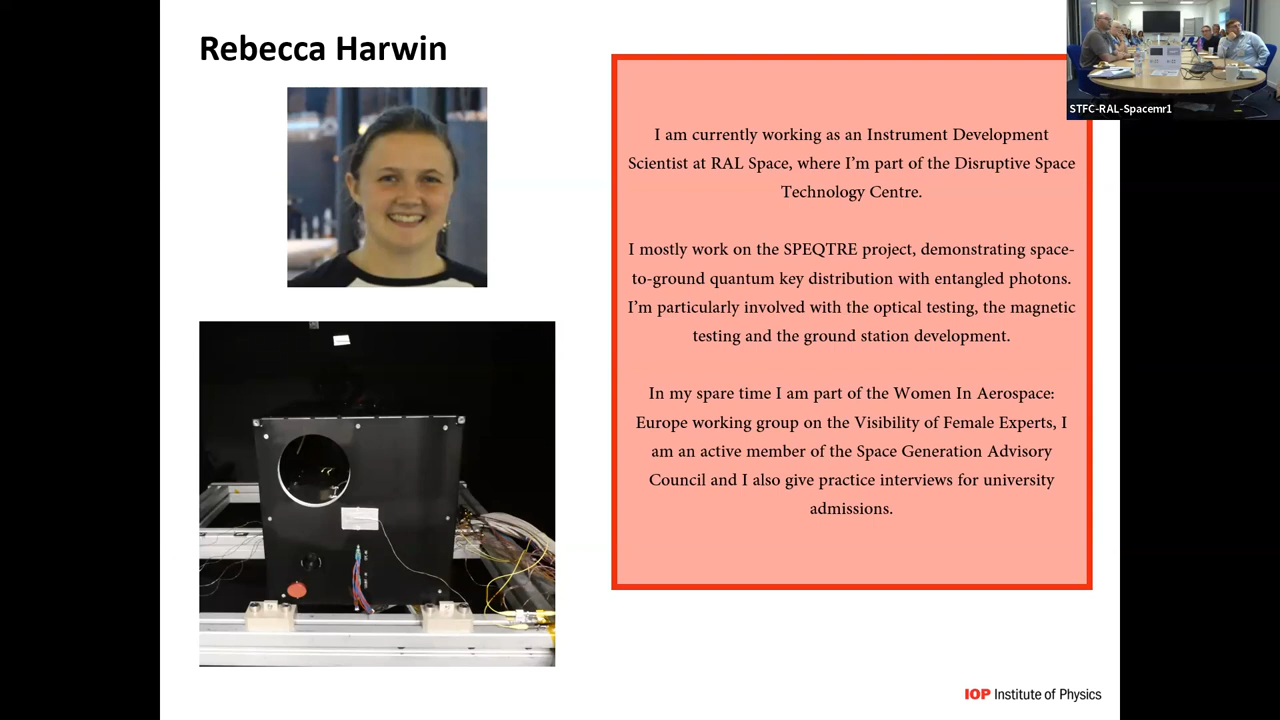 Rebecca Harwin
STFC-RAL-Spacemr1
I am currently working as an Instrument Development
Scientist at RAL Space, where I’m part of the Disruptive Space
Technology Centre.
I mostly work on the SPEQTRE project, demonstrating space-
to-ground quantum key distribution with entangled photons.
I’m particularly involved with the optical testing, the magnetic
testing and the ground station development.
In my spare time I am part of the Women In Aerospace:
Europe working group on the Visibility of Female Experts, I
am an active member of the Space Generation Advisory
Council and I also give practice interviews for university
admissions.
IOP Institute of Physics